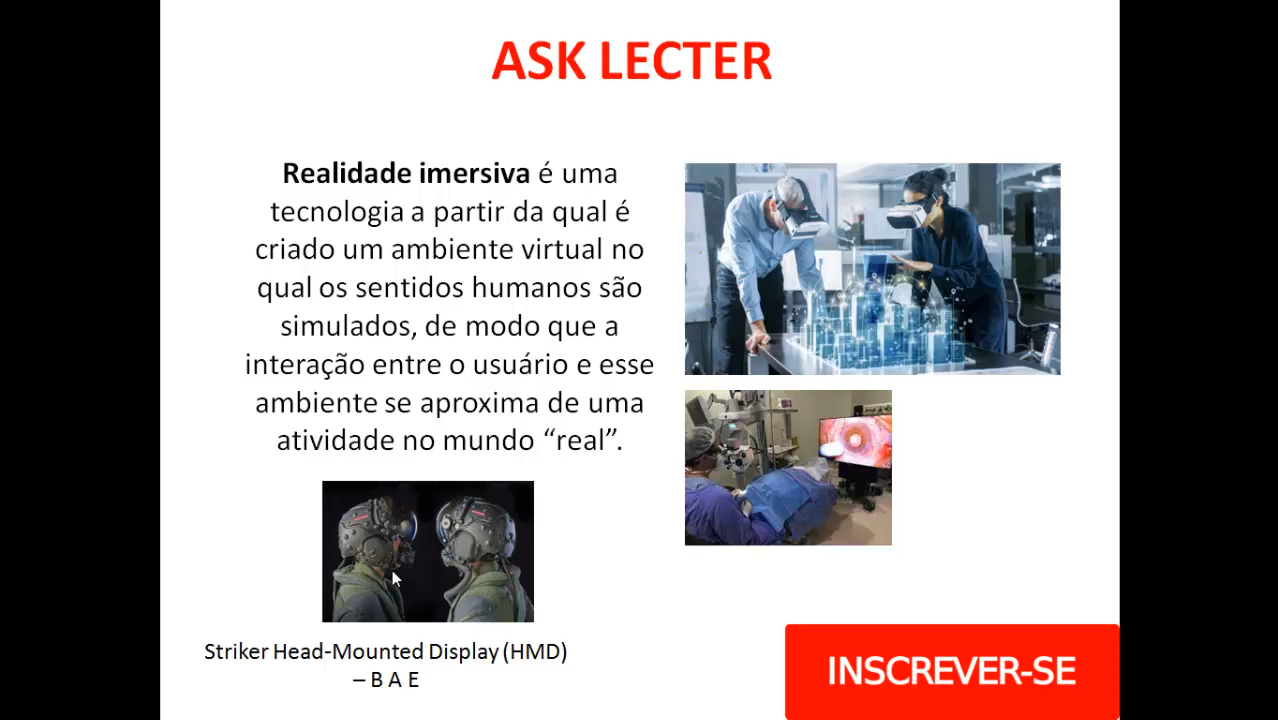 ASK LECTER
Realidade imersiva é uma
tecnologia a partir da qual é
criado um ambiente virtual no
qual os sentidos humanos são
simulados, de modo que a
interação entre o usuário e esse
ambiente se aproxima de uma
atividade no mundo “real”.
Striker Head-Mounted Display (HMD)
– B A E
INSCREVER-SE